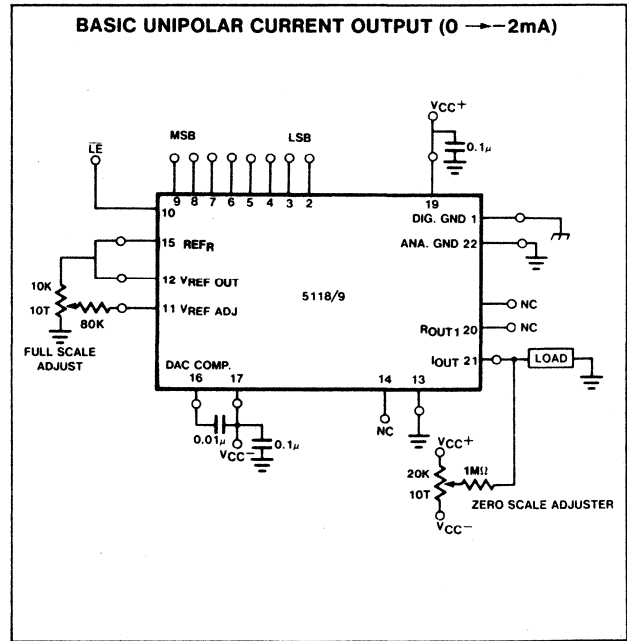 BASIC UNIPOLAR CURRENT OUTPUT (0 → -2mA)
VCC+
MSB LSB
LE
0.1μ
9 8 7 6 5 4 3 2 19
10
DIG. GND 1
15 REFR
ANA. GND 22
12 VREF OUT
10K
5118/9
NC
10T
11 VREF ADJ
80K
ROUT1 20 NC
FULL SCALE
ADJUST
IOUT 21 LOAD
DAC COMP.
16 17 14 13
0.01μ
VCC-
0.1μ
NC
VCC+
20K
1MΩ
10T
ZERO SCALE ADJUSTER
VCC-